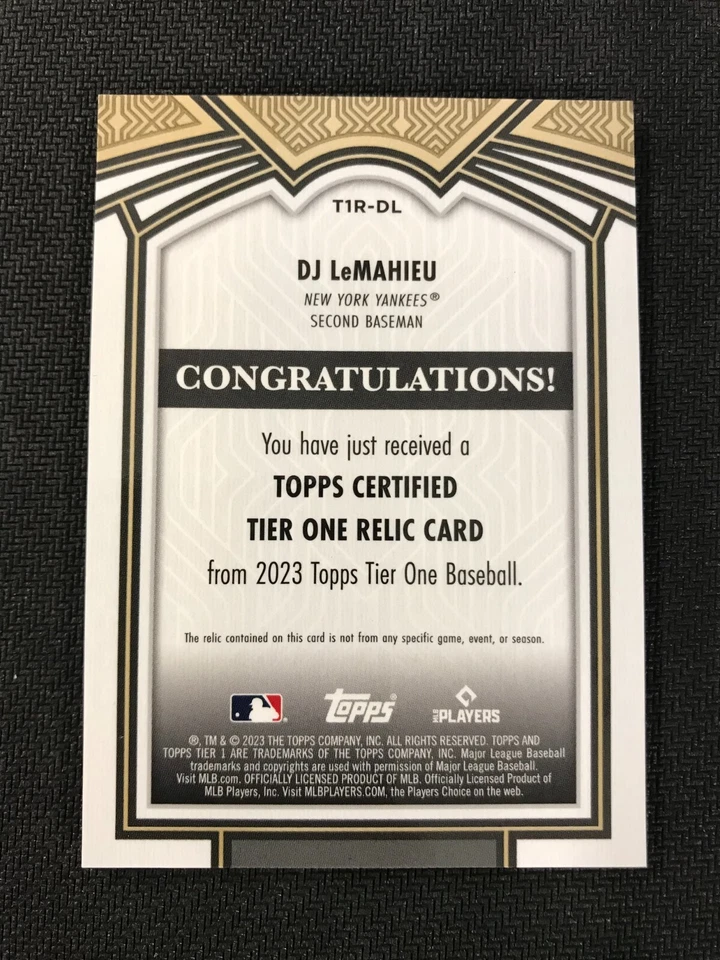 T1R-DL
DJ LeMAHIEU
NEW YORK YANKEES®
SECOND BASEMAN
CONGRATULATIONS!
You have just received a
TOPPS CERTIFIED
TIER ONE RELIC CARD
from 2023 Topps Tier One Baseball.
The relic contained on this card is not from any specific game, event, or season.
topps® MLB PLAYERS
®, TM & © 2023 THE TOPPS COMPANY, INC. ALL RIGHTS RESERVED. TOPPS AND
TOPPS TIER 1 ARE TRADEMARKS OF THE TOPPS COMPANY, INC. Major League Baseball
trademarks and copyrights are used with permission of Major League Baseball.
Visit MLB.com. OFFICIALLY LICENSED PRODUCT OF MLB. Officially Licensed Product of
MLB Players, Inc. Visit MLBPLAYERS.COM, the Players Choice on the web.